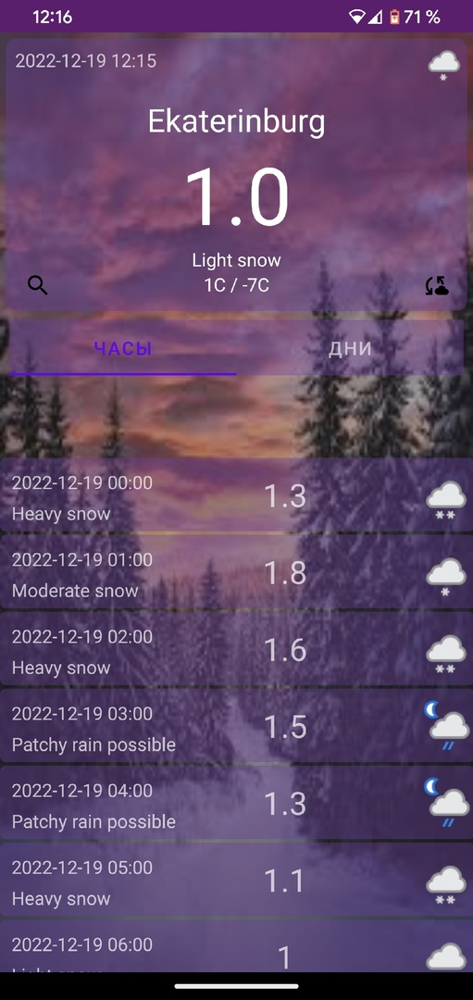 12:16
71 %
2022-12-19 12:15
Ekaterinburg
1.0
Light snow
1C / -7C
ЧАСЫ
ДНИ
2022-12-19 00:00
1.3
Heavy snow
2022-12-19 01:00
1.8
Moderate snow
2022-12-19 02:00
1.6
Heavy snow
2022-12-19 03:00
1.5
Patchy rain possible
2022-12-19 04:00
1.3
Patchy rain possible
2022-12-19 05:00
1.1
Heavy snow
2022-12-19 06:00
1
Light snow